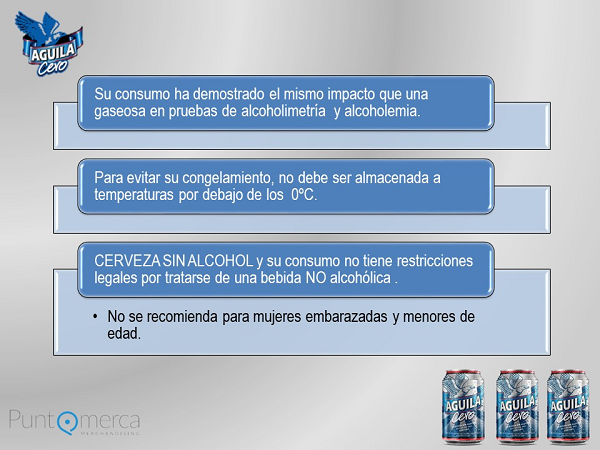 AGUILA
Cero
Su consumo ha demostrado el mismo impacto que una
gaseosa en pruebas de alcoholimetría y alcoholemia.
Para evitar su congelamiento, no debe ser almacenada a
temperaturas por debajo de los 0ºC.
CERVEZA SIN ALCOHOL y su consumo no tiene restricciones
legales por tratarse de una bebida NO alcohólica .
• No se recomienda para mujeres embarazadas y menores de
edad.
AGUILA
Cero
AGUILA
Cero
AGUILA
Cero
Puntomerca
MERCHANDISING